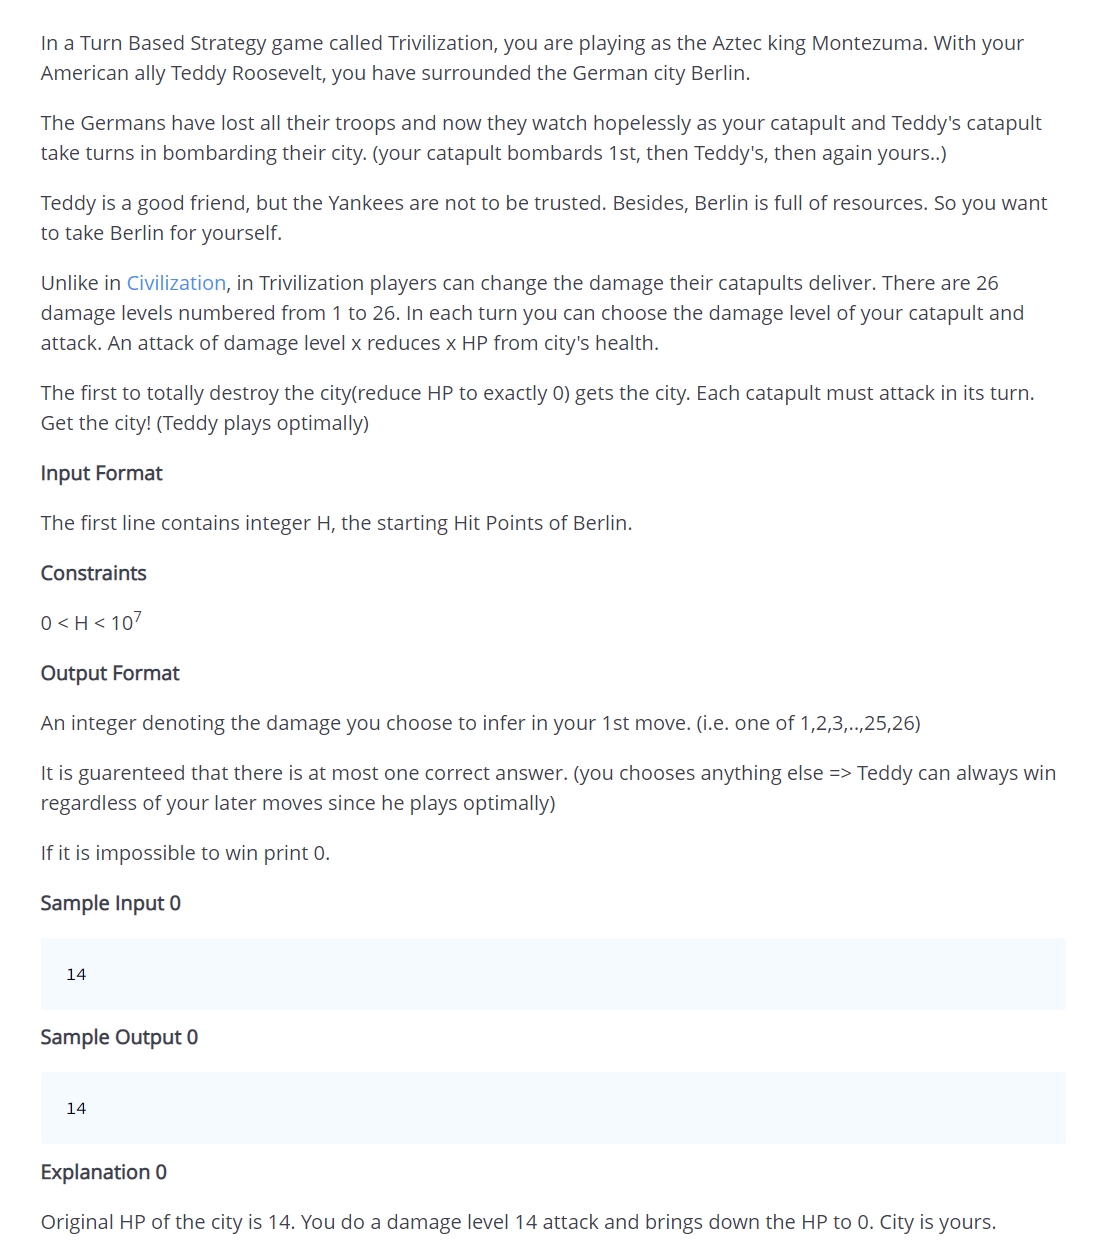 In a Turn Based Strategy game called Trivilization, you are playing as the Aztec king Montezuma. With your
American ally Teddy Roosevelt, you have surrounded the German city Berlin.
The Germans have lost all their troops and now they watch hopelessly as your catapult and Teddy's catapult
take turns in bombarding their city. (your catapult bombards 1st, then Teddy's, then again yours..)
Teddy is a good friend, but the Yankees are not to be trusted. Besides, Berlin is full of resources. So you want
to take Berlin for yourself.
Unlike in Civilization, in Trivilization players can change the damage their catapults deliver. There are 26
damage levels numbered from 1 to 26. In each turn you can choose the damage level of your catapult and
attack. An attack of damage level x reduces x HP from city's health.
The first to totally destroy the city(reduce HP to exactly 0) gets the city. Each catapult must attack in its turn.
Get the city! (Teddy plays optimally)
Input Format
The first line contains integer H, the starting Hit Points of Berlin.
Constraints
0 < H < 10^7
Output Format
An integer denoting the damage you choose to infer in your 1st move. (i.e. one of 1,2,3,..,25,26)
It is guarenteed that there is at most one correct answer. (you chooses anything else => Teddy can always win
regardless of your later moves since he plays optimally)
If it is impossible to win print 0.
Sample Input 0
14
Sample Output 0
14
Explanation 0
Original HP of the city is 14. You do a damage level 14 attack and brings down the HP to 0. City is yours.